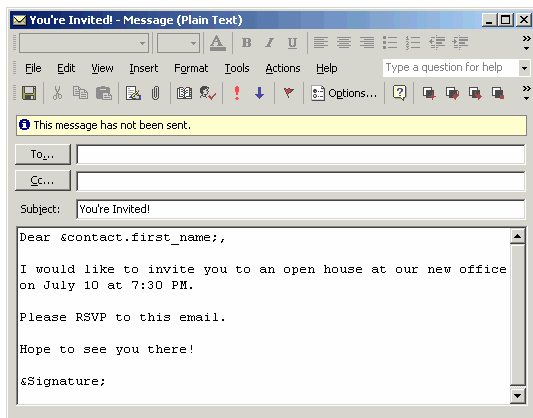 You're Invited! - Message (Plain Text)
A B I U
File Edit View Insert Format Tools Actions Help Type a question for help
Options...
This message has not been sent.
To...
Cc...
Subject: You're Invited!
Dear &contact.first_name;,
I would like to invite you to an open house at our new office
on July 10 at 7:30 PM.
Please RSVP to this email.
Hope to see you there!
&Signature;